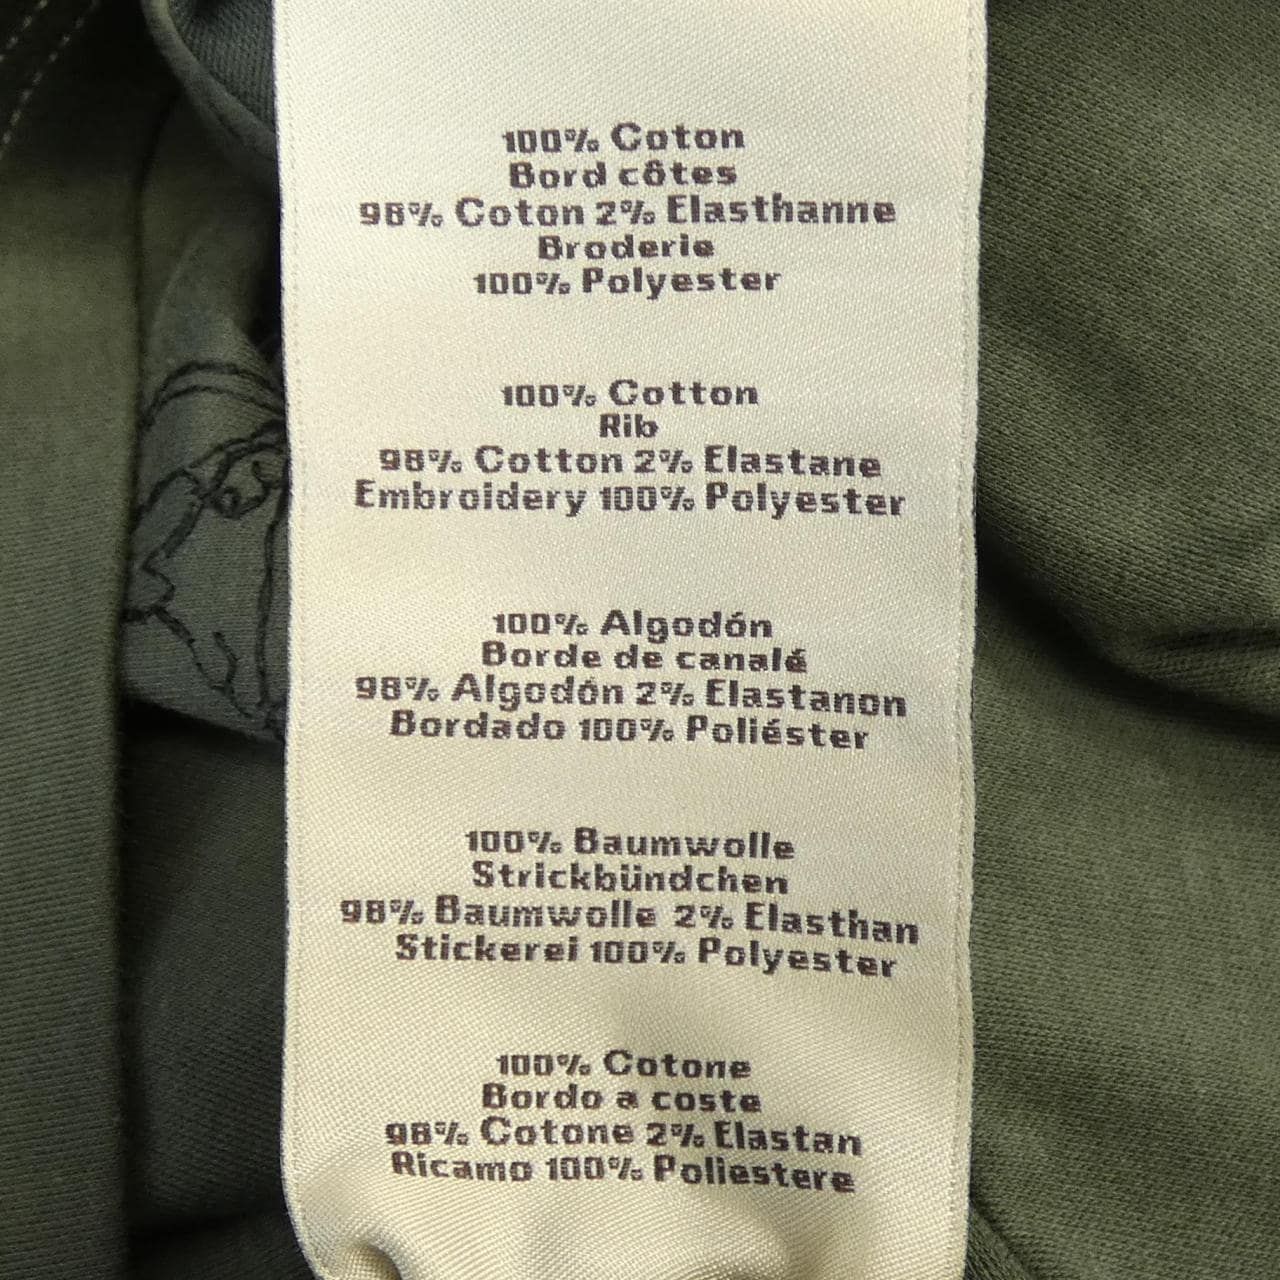 100% Coton
Bord côtes
98% Coton 2% Elasthanne
Broderie
100% Polyester
100% Cotton
Rib
98% Cotton 2% Elastane
Embroidery 100% Polyester
100% Algodón
Borde de canalé
98% Algodón 2% Elastanon
Bordado 100% Poliéster
100% Baumwolle
Strickbündchen
98% Baumwolle 2% Elasthan
Stickerei 100% Polyester
100% Cotone
Bordo a coste
98% Cotone 2% Elastan
Ricamo 100% Poliestere